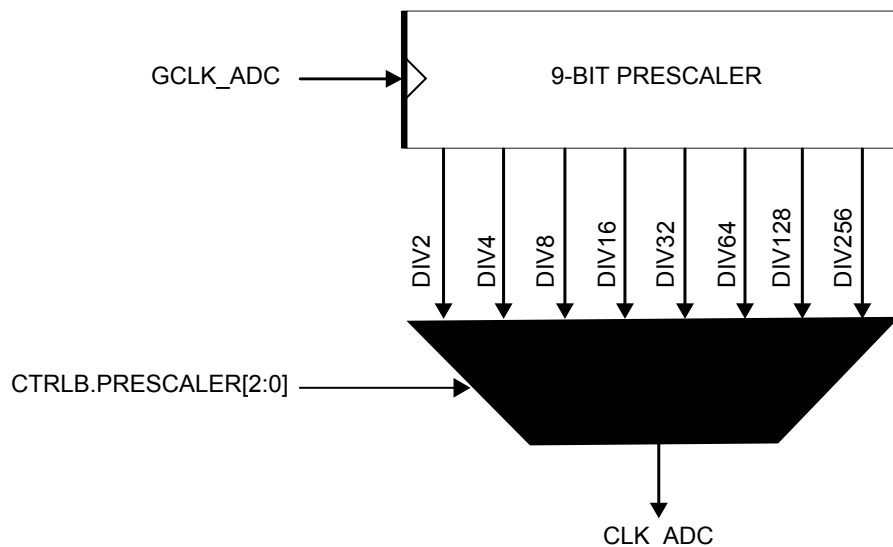 GCLK_ADC
9-BIT PRESCALER
DIV2
DIV4
DIV8
DIV16
DIV32
DIV64
DIV128
DIV256
CTRLB.PRESCALER[2:0]
CLK_ADC